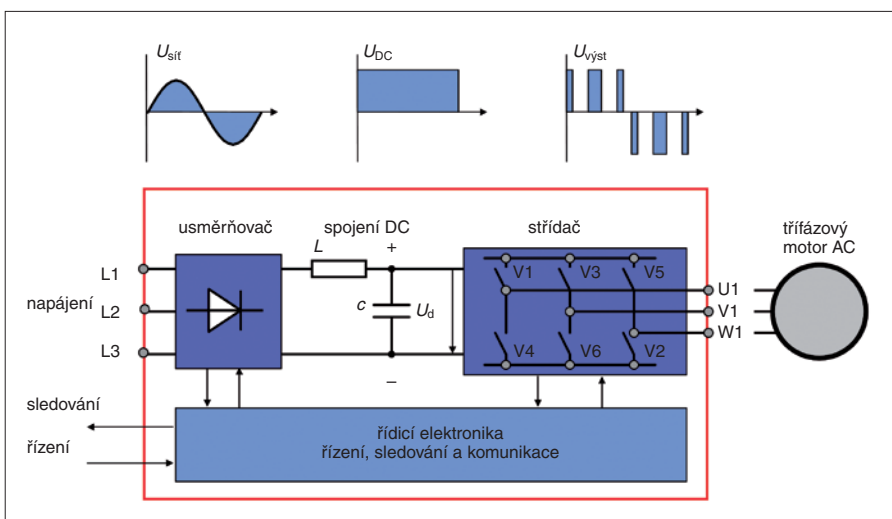 Usíť
UDC
Uvýst
usměrňovač
spojení DC
střídač
třífázový
motor AC
L
+
L1
V1 V3 V5
U1
napájení
L2
c
Ud
V1
W1
L3
V4 V6 V2
–
sledování
řízení
řídicí elektronika
řízení, sledování a komunikace